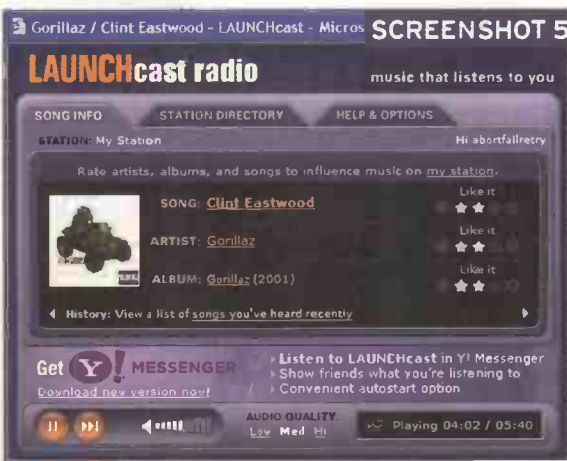 Gorillaz / Clint Eastwood - LAUNCHcast - Micros
SCREENSHOT 5
LAUNCHcast radio
music that listens to you
SONG INFO STATION DIRECTORY HELP & OPTIONS
STATION: My Station Hi abortfailretry
Rate artists, albums, and songs to influence music on my station.
Like it
SONG: Clint Eastwood
Like it
ARTIST: Gorillaz
Like it
ALBUM: Gorillaz (2001)
History: View a list of songs you've heard recently
Get Y! MESSENGER
Download new version now!
Listen to LAUNCHcast in Y! Messenger
Show friends what you're listening to
Convenient autostart option
AUDIO QUALITY:
Low Med Hi
Playing 04:02 / 05:40